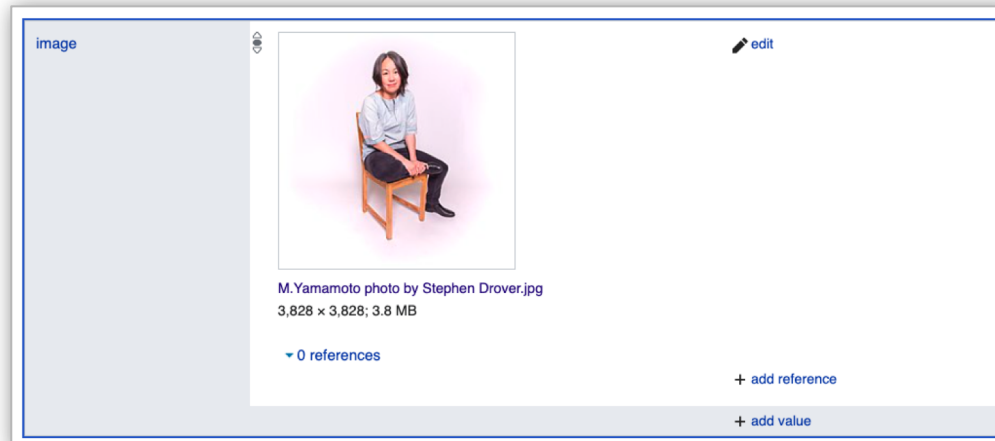 image
edit
M.Yamamoto photo by Stephen Drover.jpg
3,828 × 3,828; 3.8 MB
0 references
+ add reference
+ add value